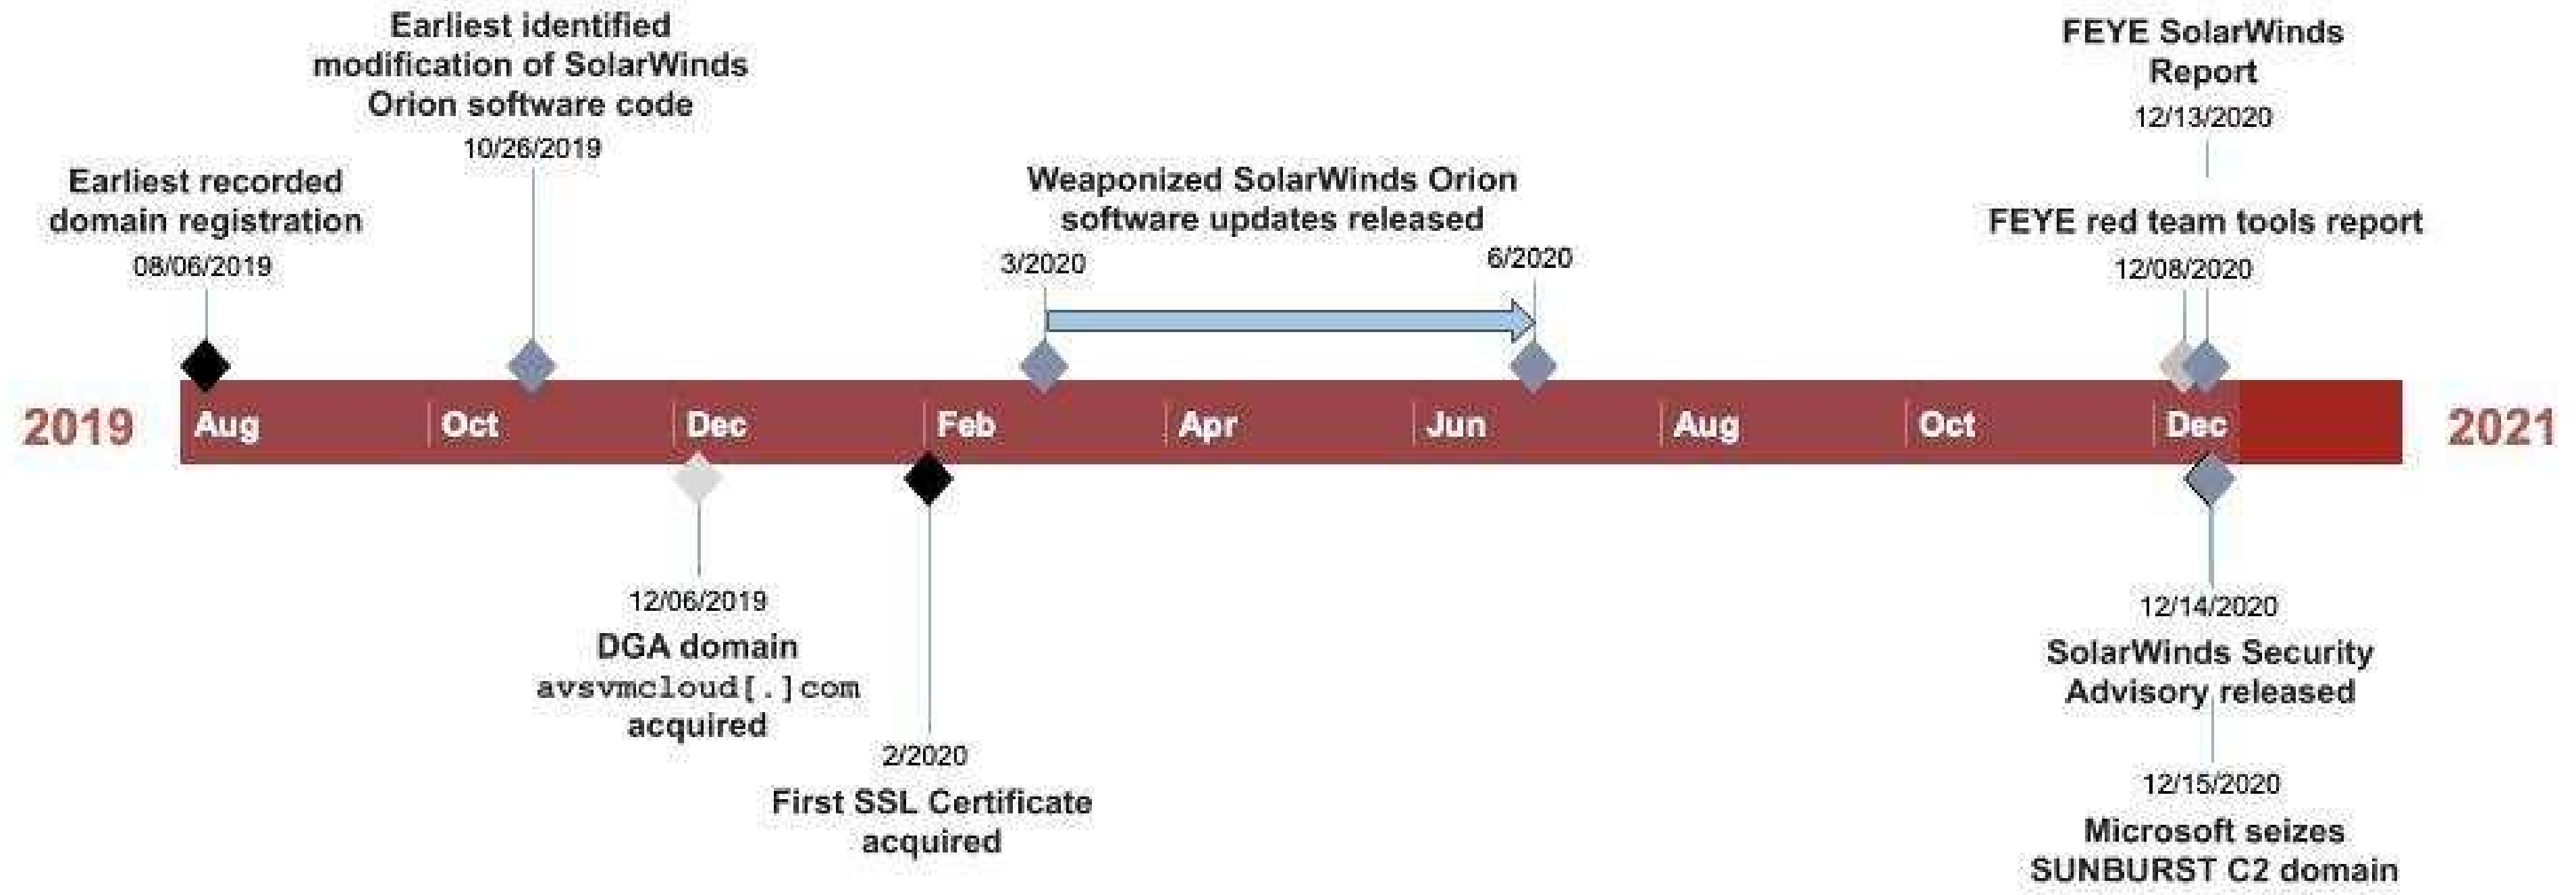 Earliest identified
modification of SolarWinds
Orion software code
10/26/2019
FEYE SolarWinds
Report
12/13/2020
Earliest recorded
domain registration
08/06/2019
Weaponized SolarWinds Orion
software updates released
3/2020
6/2020
FEYE red team tools report
12/08/2020
2019
Aug
Oct
Dec
Feb
Apr
Jun
Aug
Oct
Dec
2021
12/06/2019
DGA domain
avsvmcloud[.]com
acquired
2/2020
First SSL Certificate
acquired
12/14/2020
SolarWinds Security
Advisory released
12/15/2020
Microsoft seizes
SUNBURST C2 domain